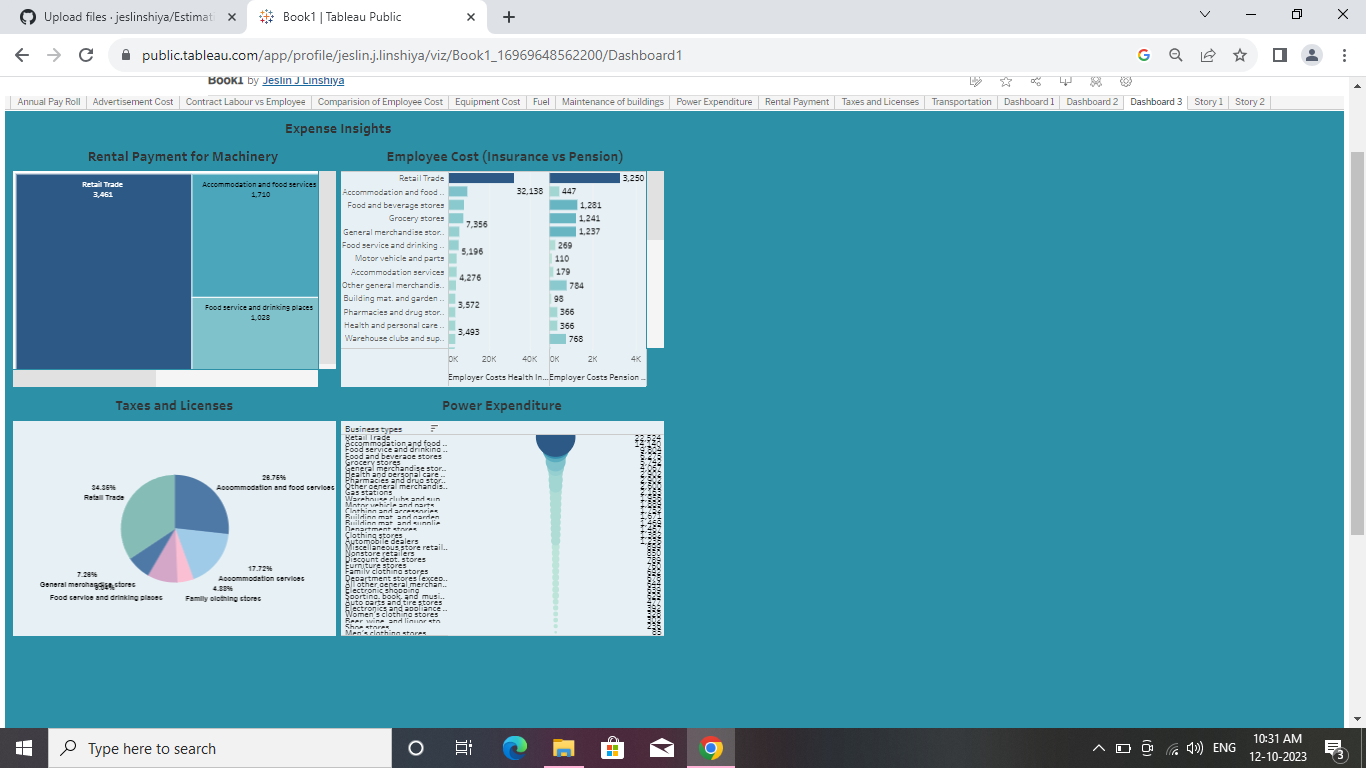 Upload files · jeslinshiya/Estimat
Book1 | Tableau Public
public.tableau.com/app/profile/jeslin.j.linshiya/viz/Book1_16969648562200/Dashboard1
Book1 by Jeslin J Linshiya
Annual Pay Roll
Advertisement Cost
Contract Labour vs Employee
Comparision of Employee Cost
Equipment Cost
Fuel
Maintenance of buildings
Power Expenditure
Rental Payment
Taxes and Licenses
Transportation
Dashboard 1
Dashboard 2
Dashboard 3
Story 1
Story 2
Expense Insights
Rental Payment for Machinery
Retail Trade
3,461
Accommodation and food services
1,710
Food service and drinking places
1,028
Employee Cost (Insurance vs Pension)
Retail Trade 3,250
Accommodation and food .. 32,138 447
Food and beverage stores 1,281
Grocery stores 1,241
7,356
General merchandise stor.. 1,237
Food service and drinking .. 269
5,196
Motor vehicle and parts 110
Accommodation services 179
4,276
Other general merchandis.. 784
Building mat. and garden .. 98
3,572
Pharmacies and drug stor.. 366
Health and personal care .. 366
3,493
Warehouse clubs and sup.. 768
0K 20K 40K 0K 2K 4K
Employer Costs Health In... Employer Costs Pension ..
Taxes and Licenses
34.35%
Retail Trade
26.76%
Accommodation and food services
17.72%
Accommodation services
4.88%
Family clothing stores
7.26%
General merchandise stores
Food service and drinking places
Power Expenditure
Business types
Retail Trade 22,524
Accommodation and food ..
Food service and drinking ..
Food and beverage stores
Grocery stores
General merchandise stor..
Health and personal care ..
Pharmacies and drug stor..
Other general merchandis..
Gas stations
Warehouse clubs and sup..
Motor vehicle and parts
Clothing and accessories
Building mat. and garden ..
Building mat. and supplie..
Department stores
Clothing stores
Automobile dealers
Miscellaneous store retail..
Nonstore retailers
Discount dept. stores
Furniture stores
Family clothing stores
Department stores (excep..
All other general merchan..
Electronic shopping
Sporting, book, and musi..
Auto parts and tire stores
Electronics and appliance ..
Women's clothing stores
Beer, wine, and liquor sto..
Shoe stores
Men's clothing stores
Type here to search
ENG
10:31 AM
12-10-2023
3